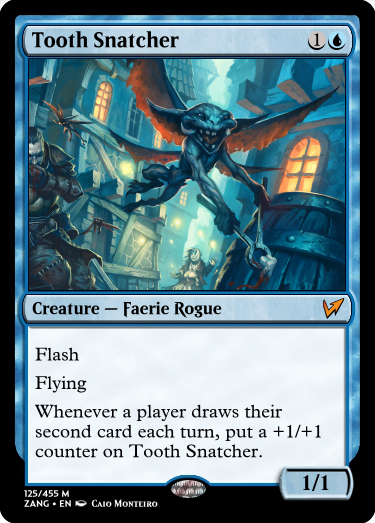 Tooth Snatcher 1
Creature — Faerie Rogue
Flash
Flying
Whenever a player draws their
second card each turn, put a +1/+1
counter on Tooth Snatcher.
1/1
125/455 M
ZANG • EN Caio Monteiro